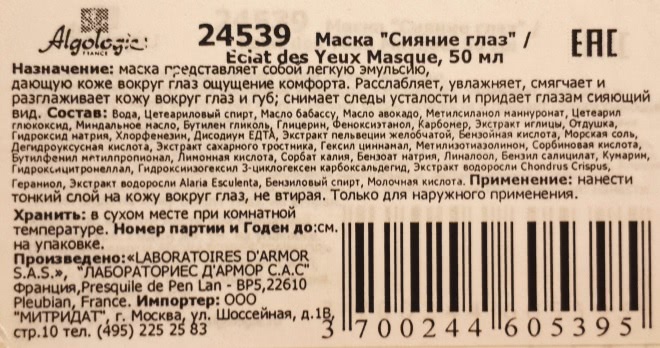 Algologie
FRANCE
24539 Маска "Сияние глаз" /
Eclat des Yeux Masque, 50 мл
EAC
Назначение: маска представляет собой легкую эмульсию,
дающую коже вокруг глаз ощущение комфорта. Расслабляет, увлажняет, смягчает и
разглаживает кожу вокруг глаз и губ; снимает следы усталости и придает глазам сияющий
вид. Состав: Вода, Цетеариловый спирт, Масло бабассу, Масло авокадо, Метилсиланол маннуронат, Цетеарил
глюкозид, Миндальное масло, Бутилен гликоль, Глицерин, Феноксиэтанол, Карбомер, Экстракт иглицы, Отдушка,
Гидроксид натрия, Хлорфенезин, Дисодиум ЕДТА, Экстракт пельвеции желобчатой, Бензойная кислота, Морская соль,
Дегидроуксусная кислота, Экстракт сахарного тростника, Гексил циннамал, Метилизотиазолинон, Сорбиновая кислота,
Бутилфенил метилпропионал, Лимонная кислота, Сорбат калия, Бензоат натрия, Линалоол, Бензил салицилат, Кумарин,
Гидроксицитронеллал, Гидроксиизогексил 3-циклогексен карбоксальдегид, Экстракт водоросли Chondrus Crispus,
Гераниол, Экстракт водоросли Alaria Esculenta, Бензиловый спирт, Молочная кислота. Применение: нанести
тонкий слой на кожу вокруг глаз, не втирая. Только для наружного применения.
Хранить: в сухом месте при комнатной
температуре. Номер партии и Годен до:см.
на упаковке.
Произведено:«LABORATOIRES D'ARMOR
S.A.S.», "ЛАБОРАТОРИЕС Д'АРМОР С.А.С"
Франция,Presquile de Pen Lan - BP5,22610
Pleubian, France. Импортер: ООО
"МИТРИДАТ", г. Москва, ул. Шоссейная, д.1В,
стр.10 тел. (495) 225 25 83
3 700244 605395